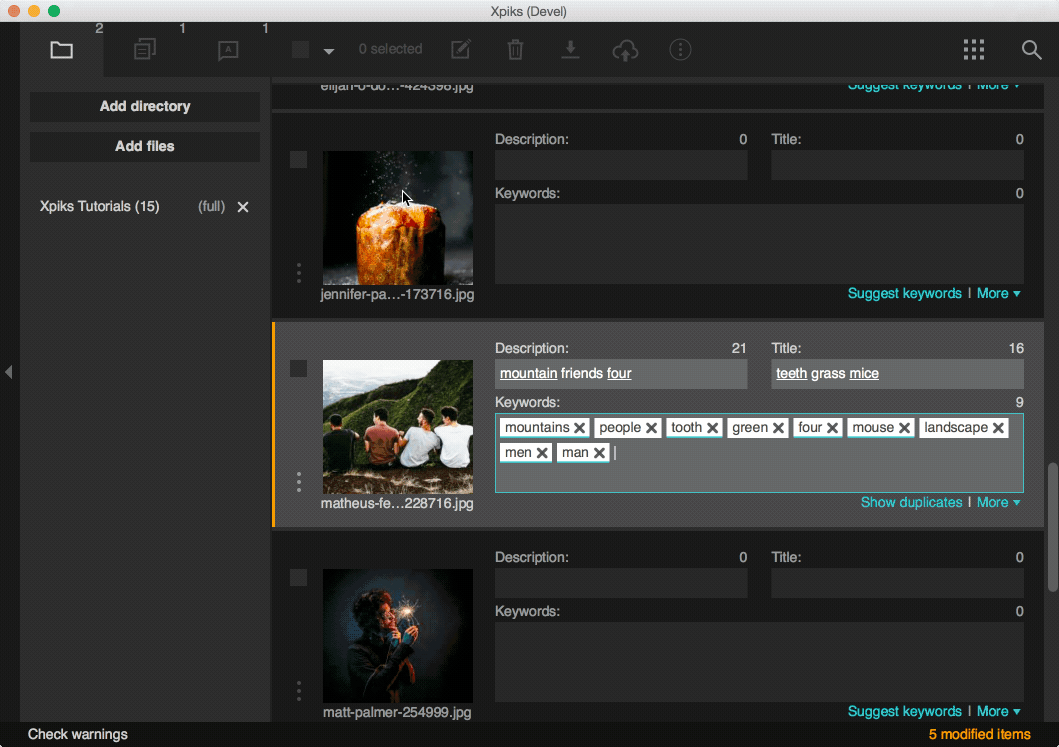 Xpiks (Devel)
2
1
1
0 selected
Add directory
Add files
Xpiks Tutorials (15) (full)
elijah-o-do...-424398.jpg
Suggest keywords | More
Description: 0
Title: 0
Keywords: 0
jennifer-pa...-173716.jpg
Suggest keywords | More
Description: 21
Title: 16
mountain friends four
teeth grass mice
Keywords: 9
mountains people tooth green four mouse landscape
men man
matheus-fe...228716.jpg
Show duplicates | More
Description: 0
Title: 0
Keywords: 0
matt-palmer-254999.jpg
Suggest keywords | More
Check warnings
5 modified items